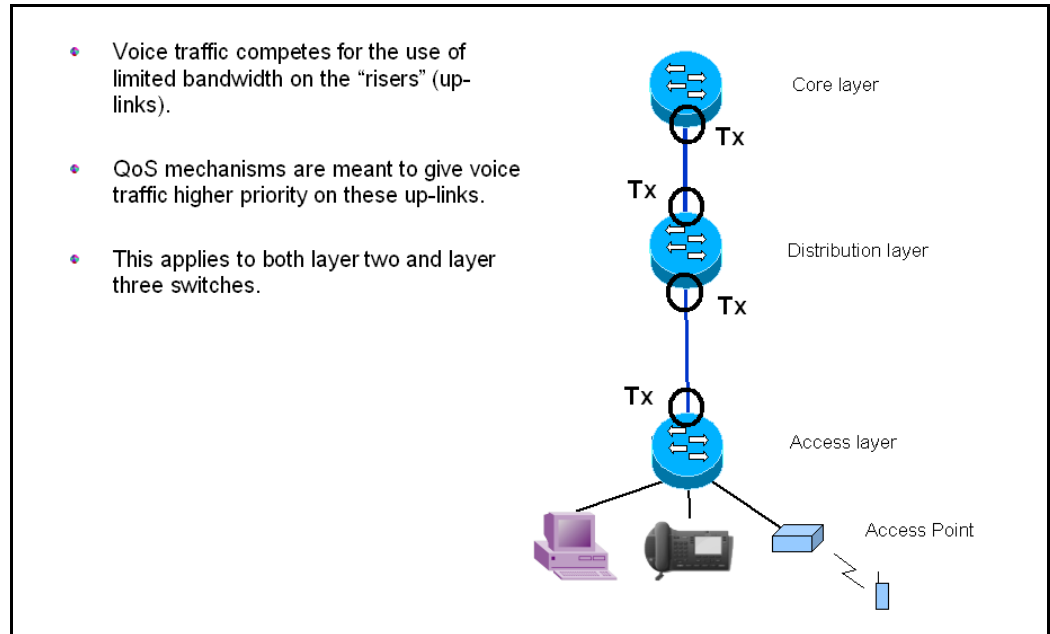 Voice traffic competes for the use of
limited bandwidth on the “risers” (up-
links).
QoS mechanisms are meant to give voice
traffic higher priority on these up-links.
This applies to both layer two and layer
three switches.
Core layer
Tx
Tx
Distribution layer
Tx
Tx
Access layer
Access Point